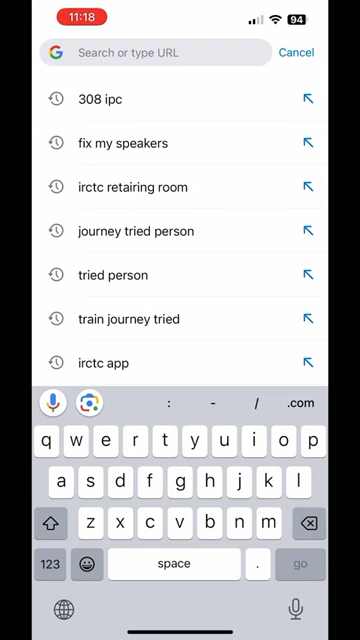 11:18
94
Search or type URL
Cancel
308 ipc
fix my speakers
irctc retairing room
journey tried person
tried person
train journey tried
irctc app
: - / .com
q w e r t y u i o p
a s d f g h j k l
z x c v b n m
123 space . go